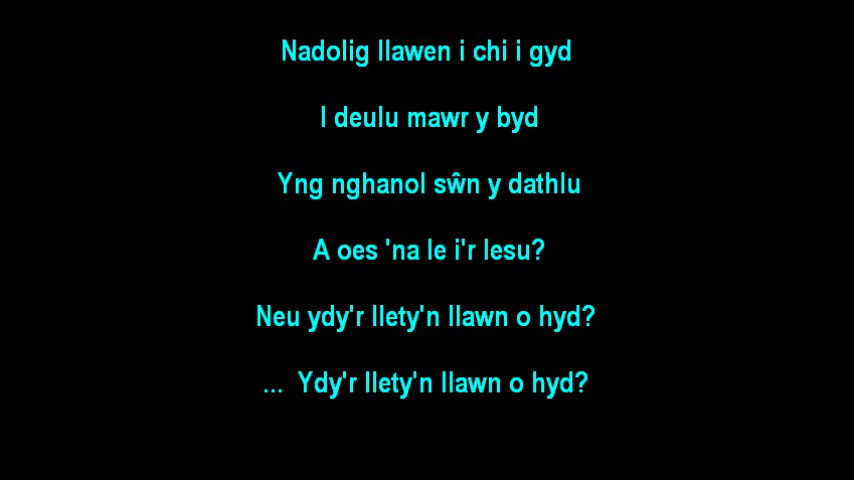 Nadolig llawen i chi i gyd
I deulu mawr y byd
Yng nghanol sŵn y dathlu
A oes 'na le i'r Iesu?
Neu ydy'r llety'n llawn o hyd?
... Ydy'r llety'n llawn o hyd?